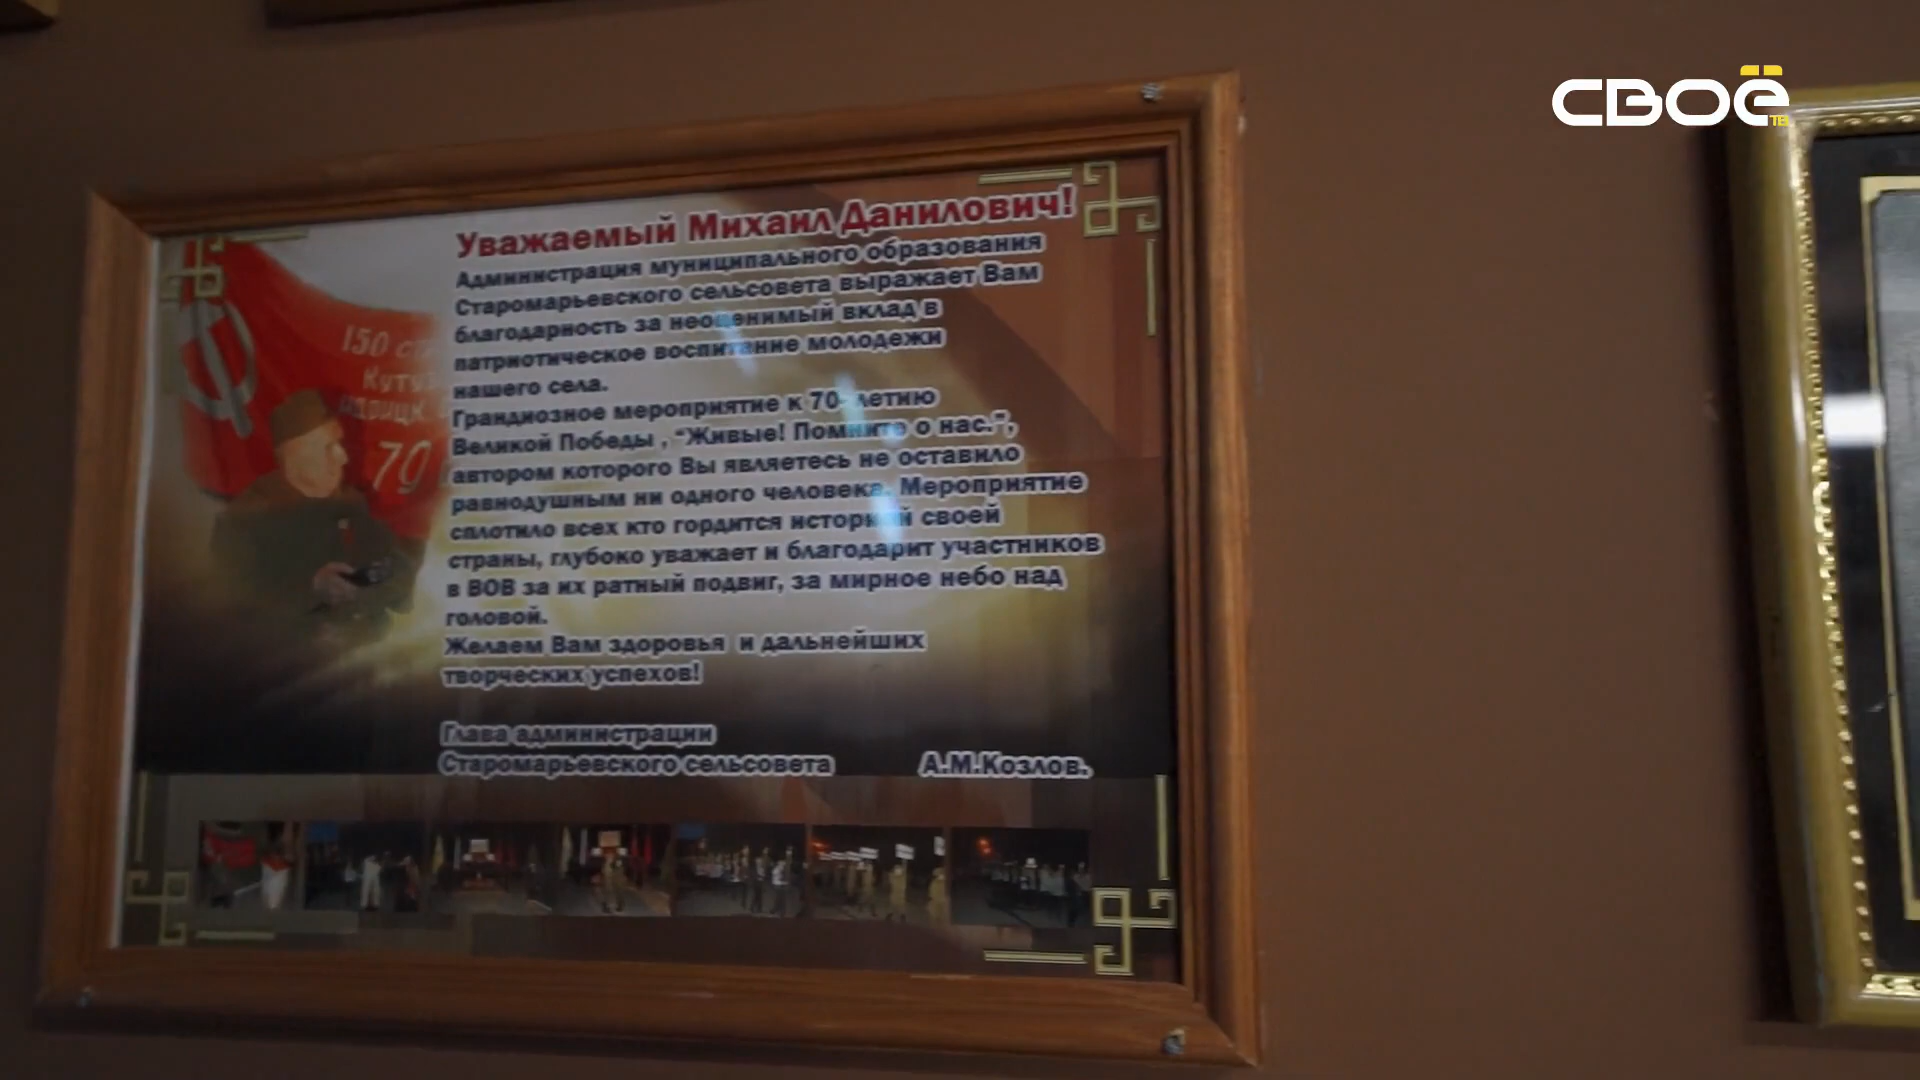 СВОЁ
ТВ
Уважаемый Михаил Данилович!
Администрация муниципального образования
Старомарьевского сельсовета выражает Вам
благодарность за неоценимый вклад в
патриотическое воспитание молодежи
нашего села.
Грандиозное мероприятие к 70-летию
Великой Победы , “Живые! Помните о нас.”,
автором которого Вы являетесь не оставило
равнодушным ни одного человека. Мероприятие
сплотило всех кто гордится историей своей
страны, глубоко уважает и благодарит участников
в ВОВ за их ратный подвиг, за мирное небо над
головой.
Желаем Вам здоровья и дальнейших
творческих успехов!
Глава администрации
Старомарьевского сельсовета А.М.Козлов.
150
79